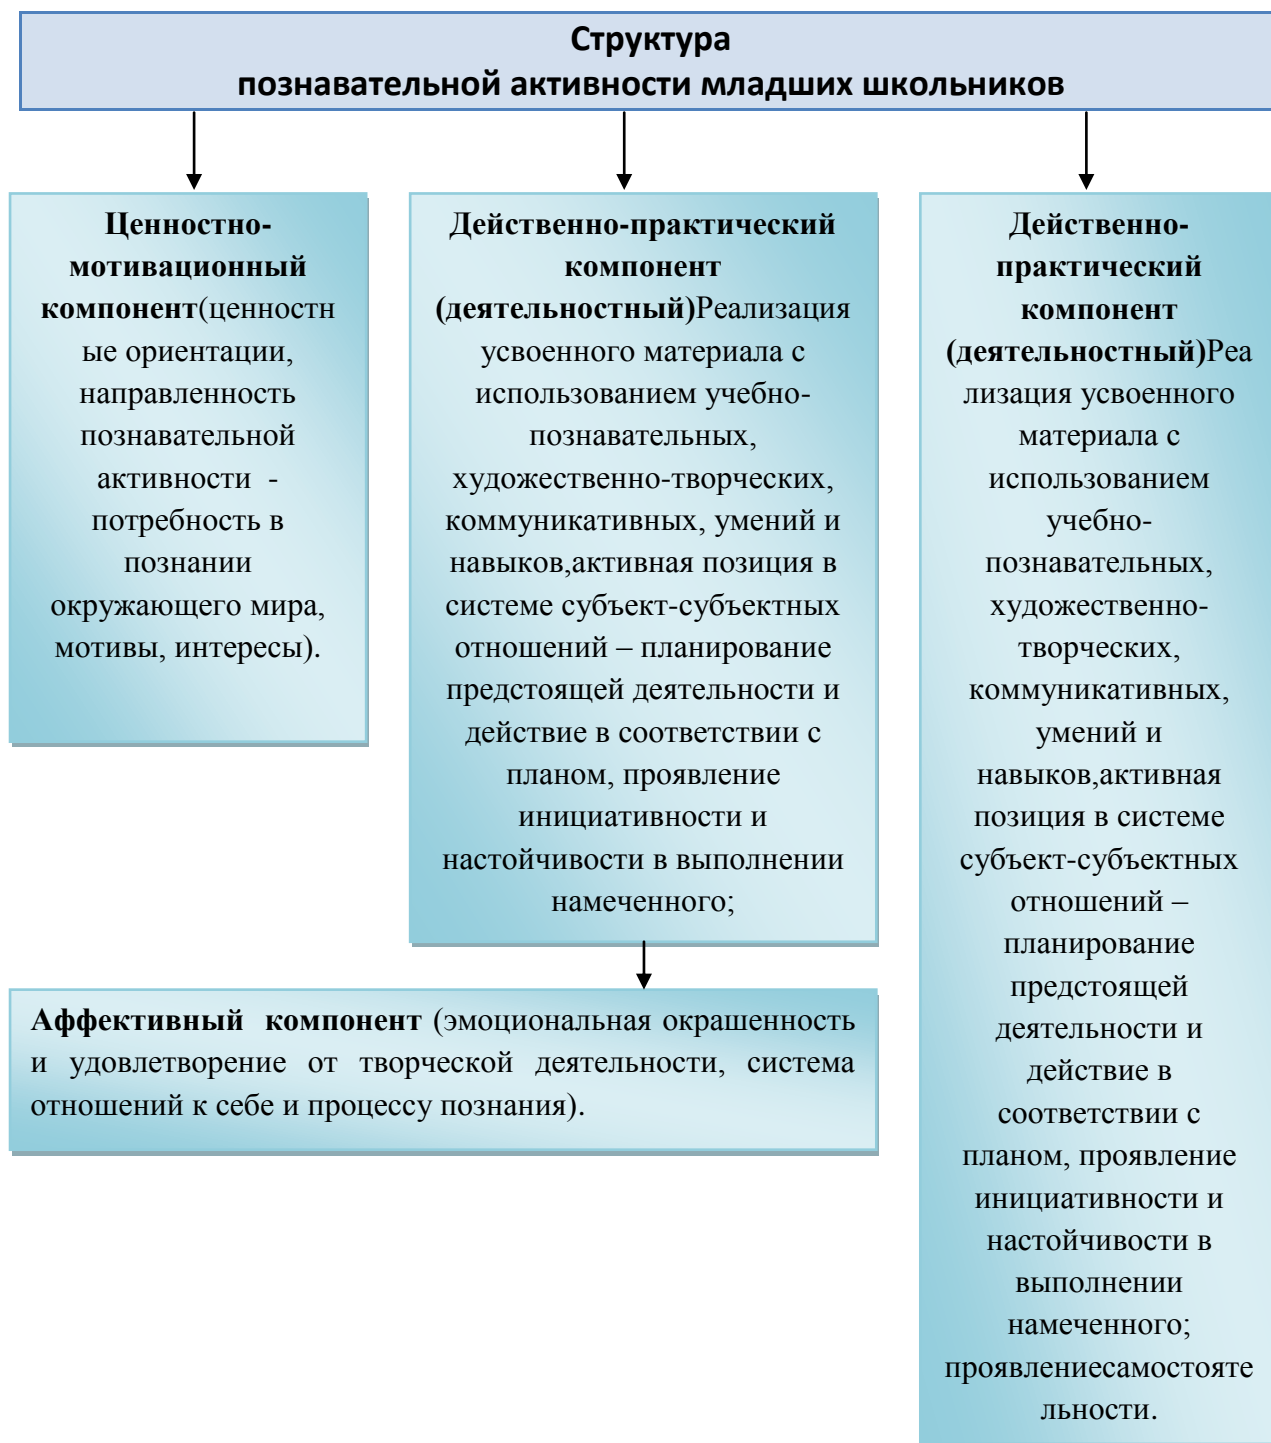 Структура
познавательной активности младших школьников
Ценностно-
мотивационный
компонент(ценностн
ые ориентации,
направленность
познавательной
активности -
потребность в
познании
окружающего мира,
мотивы, интересы).
Действенно-практический
компонент
(деятельностный)Реализация
усвоенного материала с
использованием учебно-
познавательных,
художественно-творческих,
коммуникативных, умений и
навыков,активная позиция в
системе субъект-субъектных
отношений – планирование
предстоящей деятельности и
действие в соответствии с
планом, проявление
инициативности и
настойчивости в выполнении
намеченного;
Действенно-
практический
компонент
(деятельностный)Реа
лизация усвоенного
материала с
использованием
учебно-
познавательных,
художественно-
творческих,
коммуникативных,
умений и
навыков,активная
позиция в системе
субъект-субъектных
отношений –
планирование
предстоящей
деятельности и
действие в
соответствии с
планом, проявление
инициативности и
настойчивости в
выполнении
намеченного;
проявлениесамостояте
льности.
Аффективный компонент (эмоциональная окрашенность
и удовлетворение от творческой деятельности, система
отношений к себе и процессу познания).